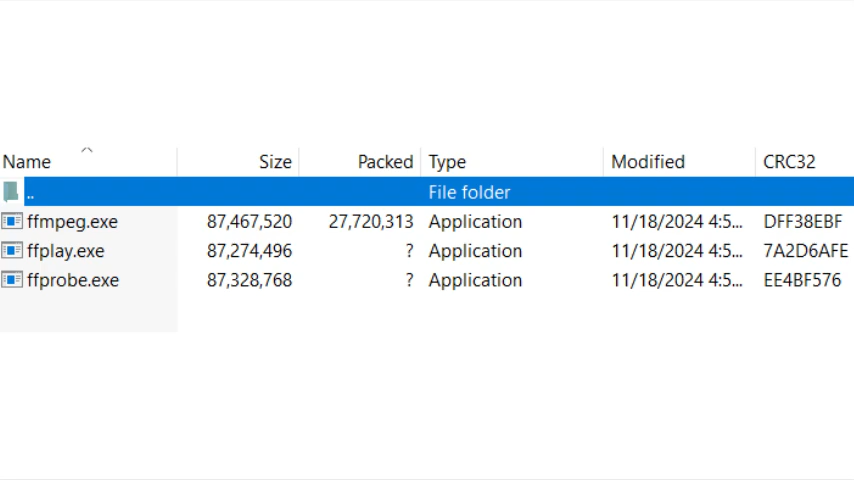 Name Size Packed Type Modified CRC32
.. File folder
ffmpeg.exe 87,467,520 27,720,313 Application 11/18/2024 4:5... DFF38EBF
ffplay.exe 87,274,496 ? Application 11/18/2024 4:5... 7A2D6AFE
ffprobe.exe 87,328,768 ? Application 11/18/2024 4:5... EE4BF576